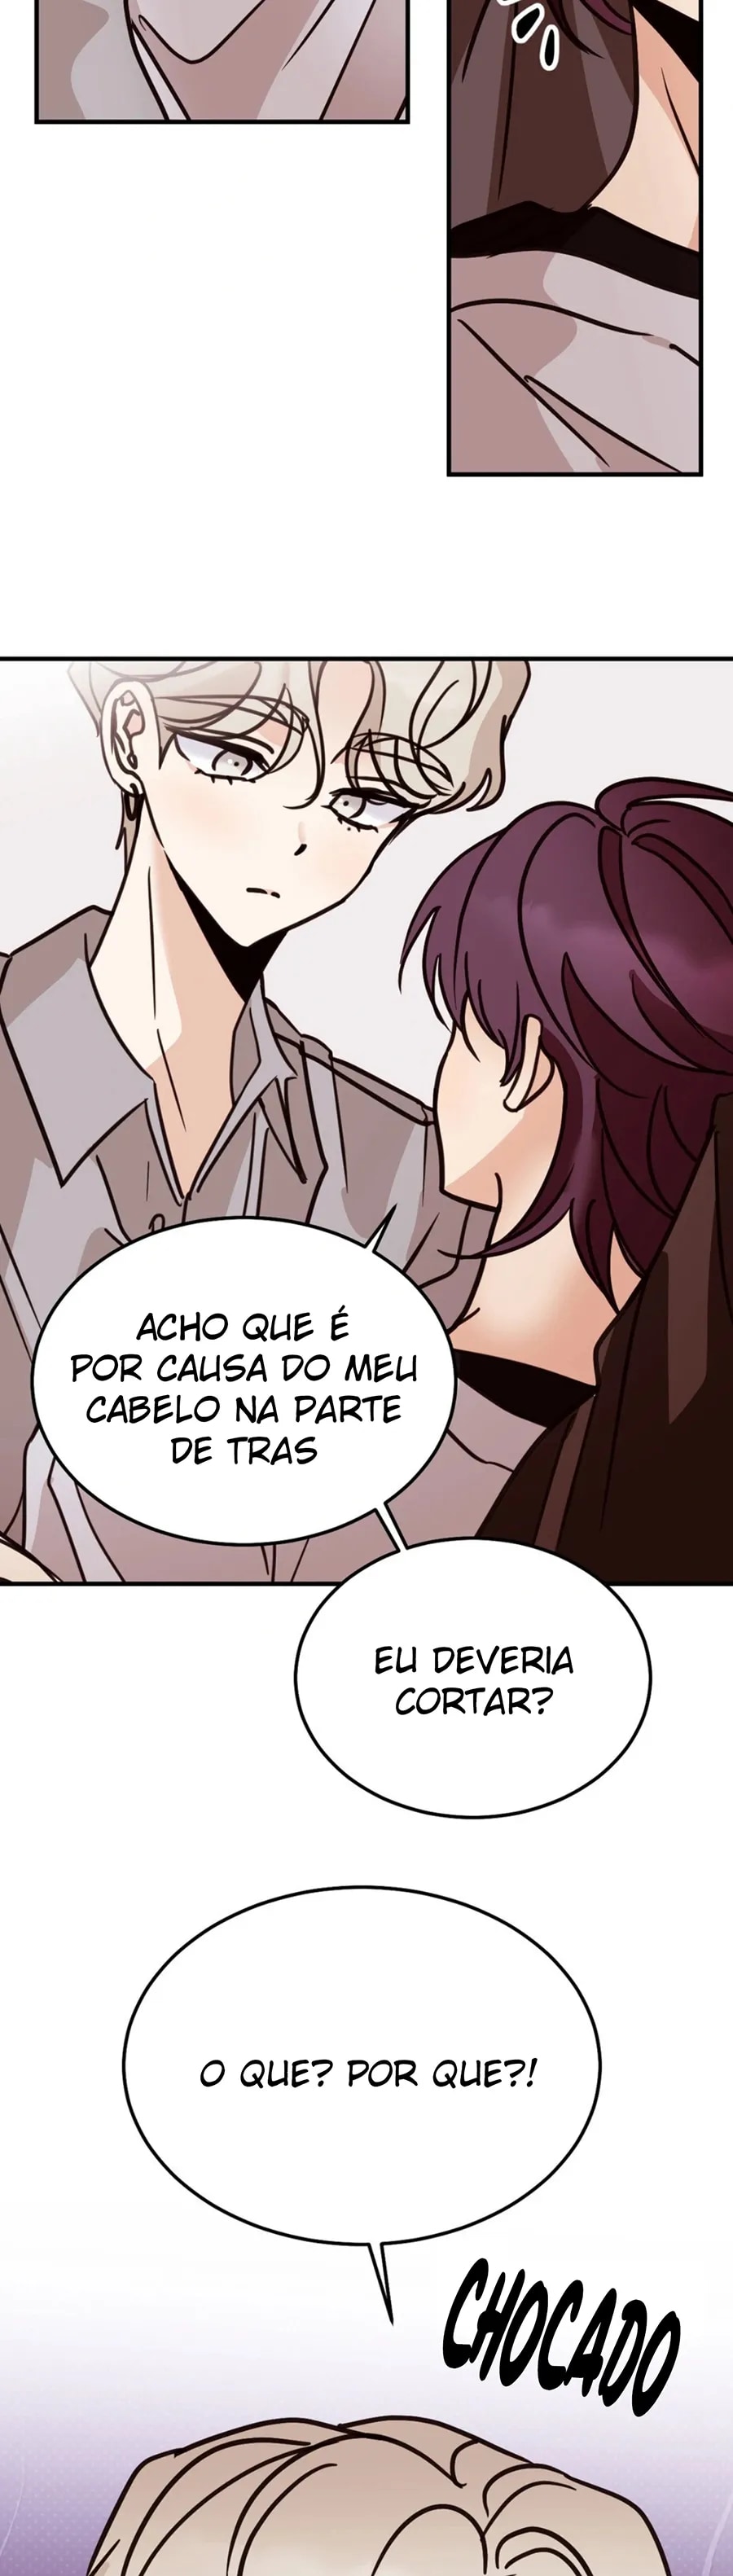 ACHO QUE É
POR CAUSA DO MEU
CABELO NA PARTE
DE TRAS
EU DEVERIA
CORTAR?
O QUE? POR QUE?!
CHOCADO